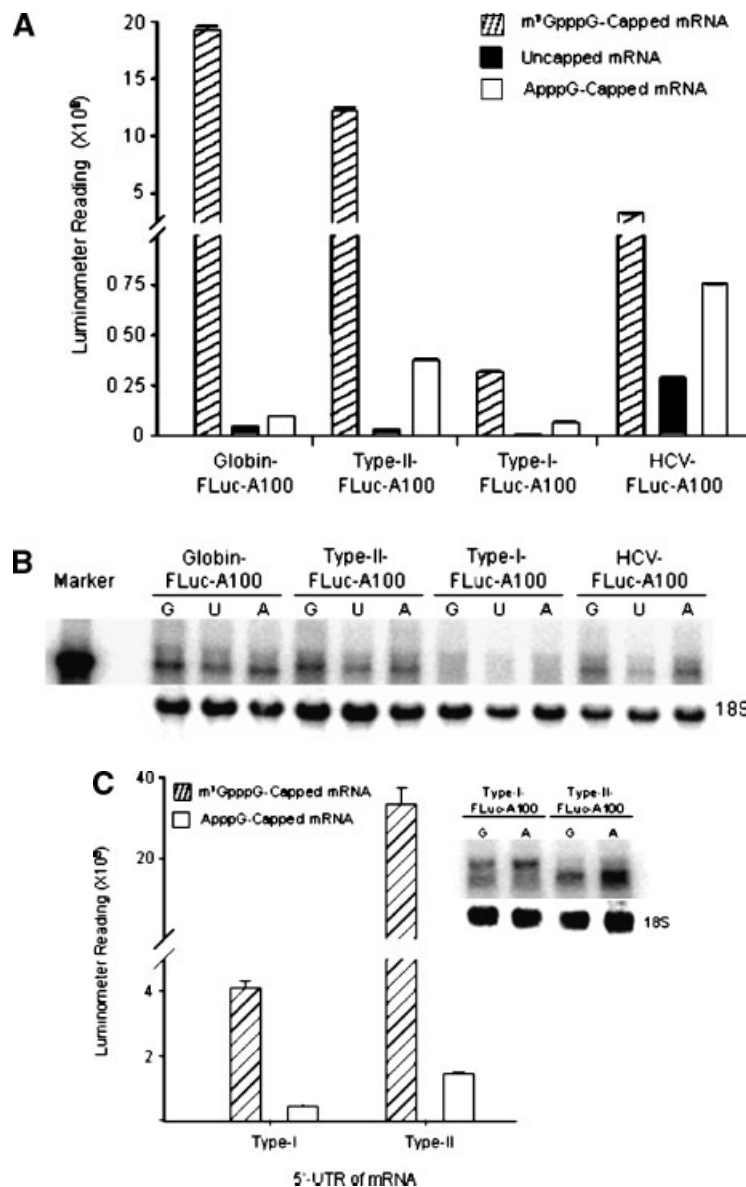 A
m⁷GpppG-Capped mRNA
Uncapped mRNA
ApppG-Capped mRNA
Luminometer Reading (X10⁸)
20
15
10
5
0 75
0 50
0 25
0
Globin-FLuc-A100
Type-II-FLuc-A100
Type-I-FLuc-A100
HCV-FLuc-A100
B
Marker
Globin-FLuc-A100
Type-II-FLuc-A100
Type-I-FLuc-A100
HCV-FLuc-A100
G U A G U A G U A G U A
18S
C
m⁷GpppG-Capped mRNA
ApppG-Capped mRNA
Luminometer Reading
40
20
4
2
Type-I
Type-II
5'-UTR of mRNA
Type-I-FLuc-A100
Type-II-FLuc-A100
G A G A
18S